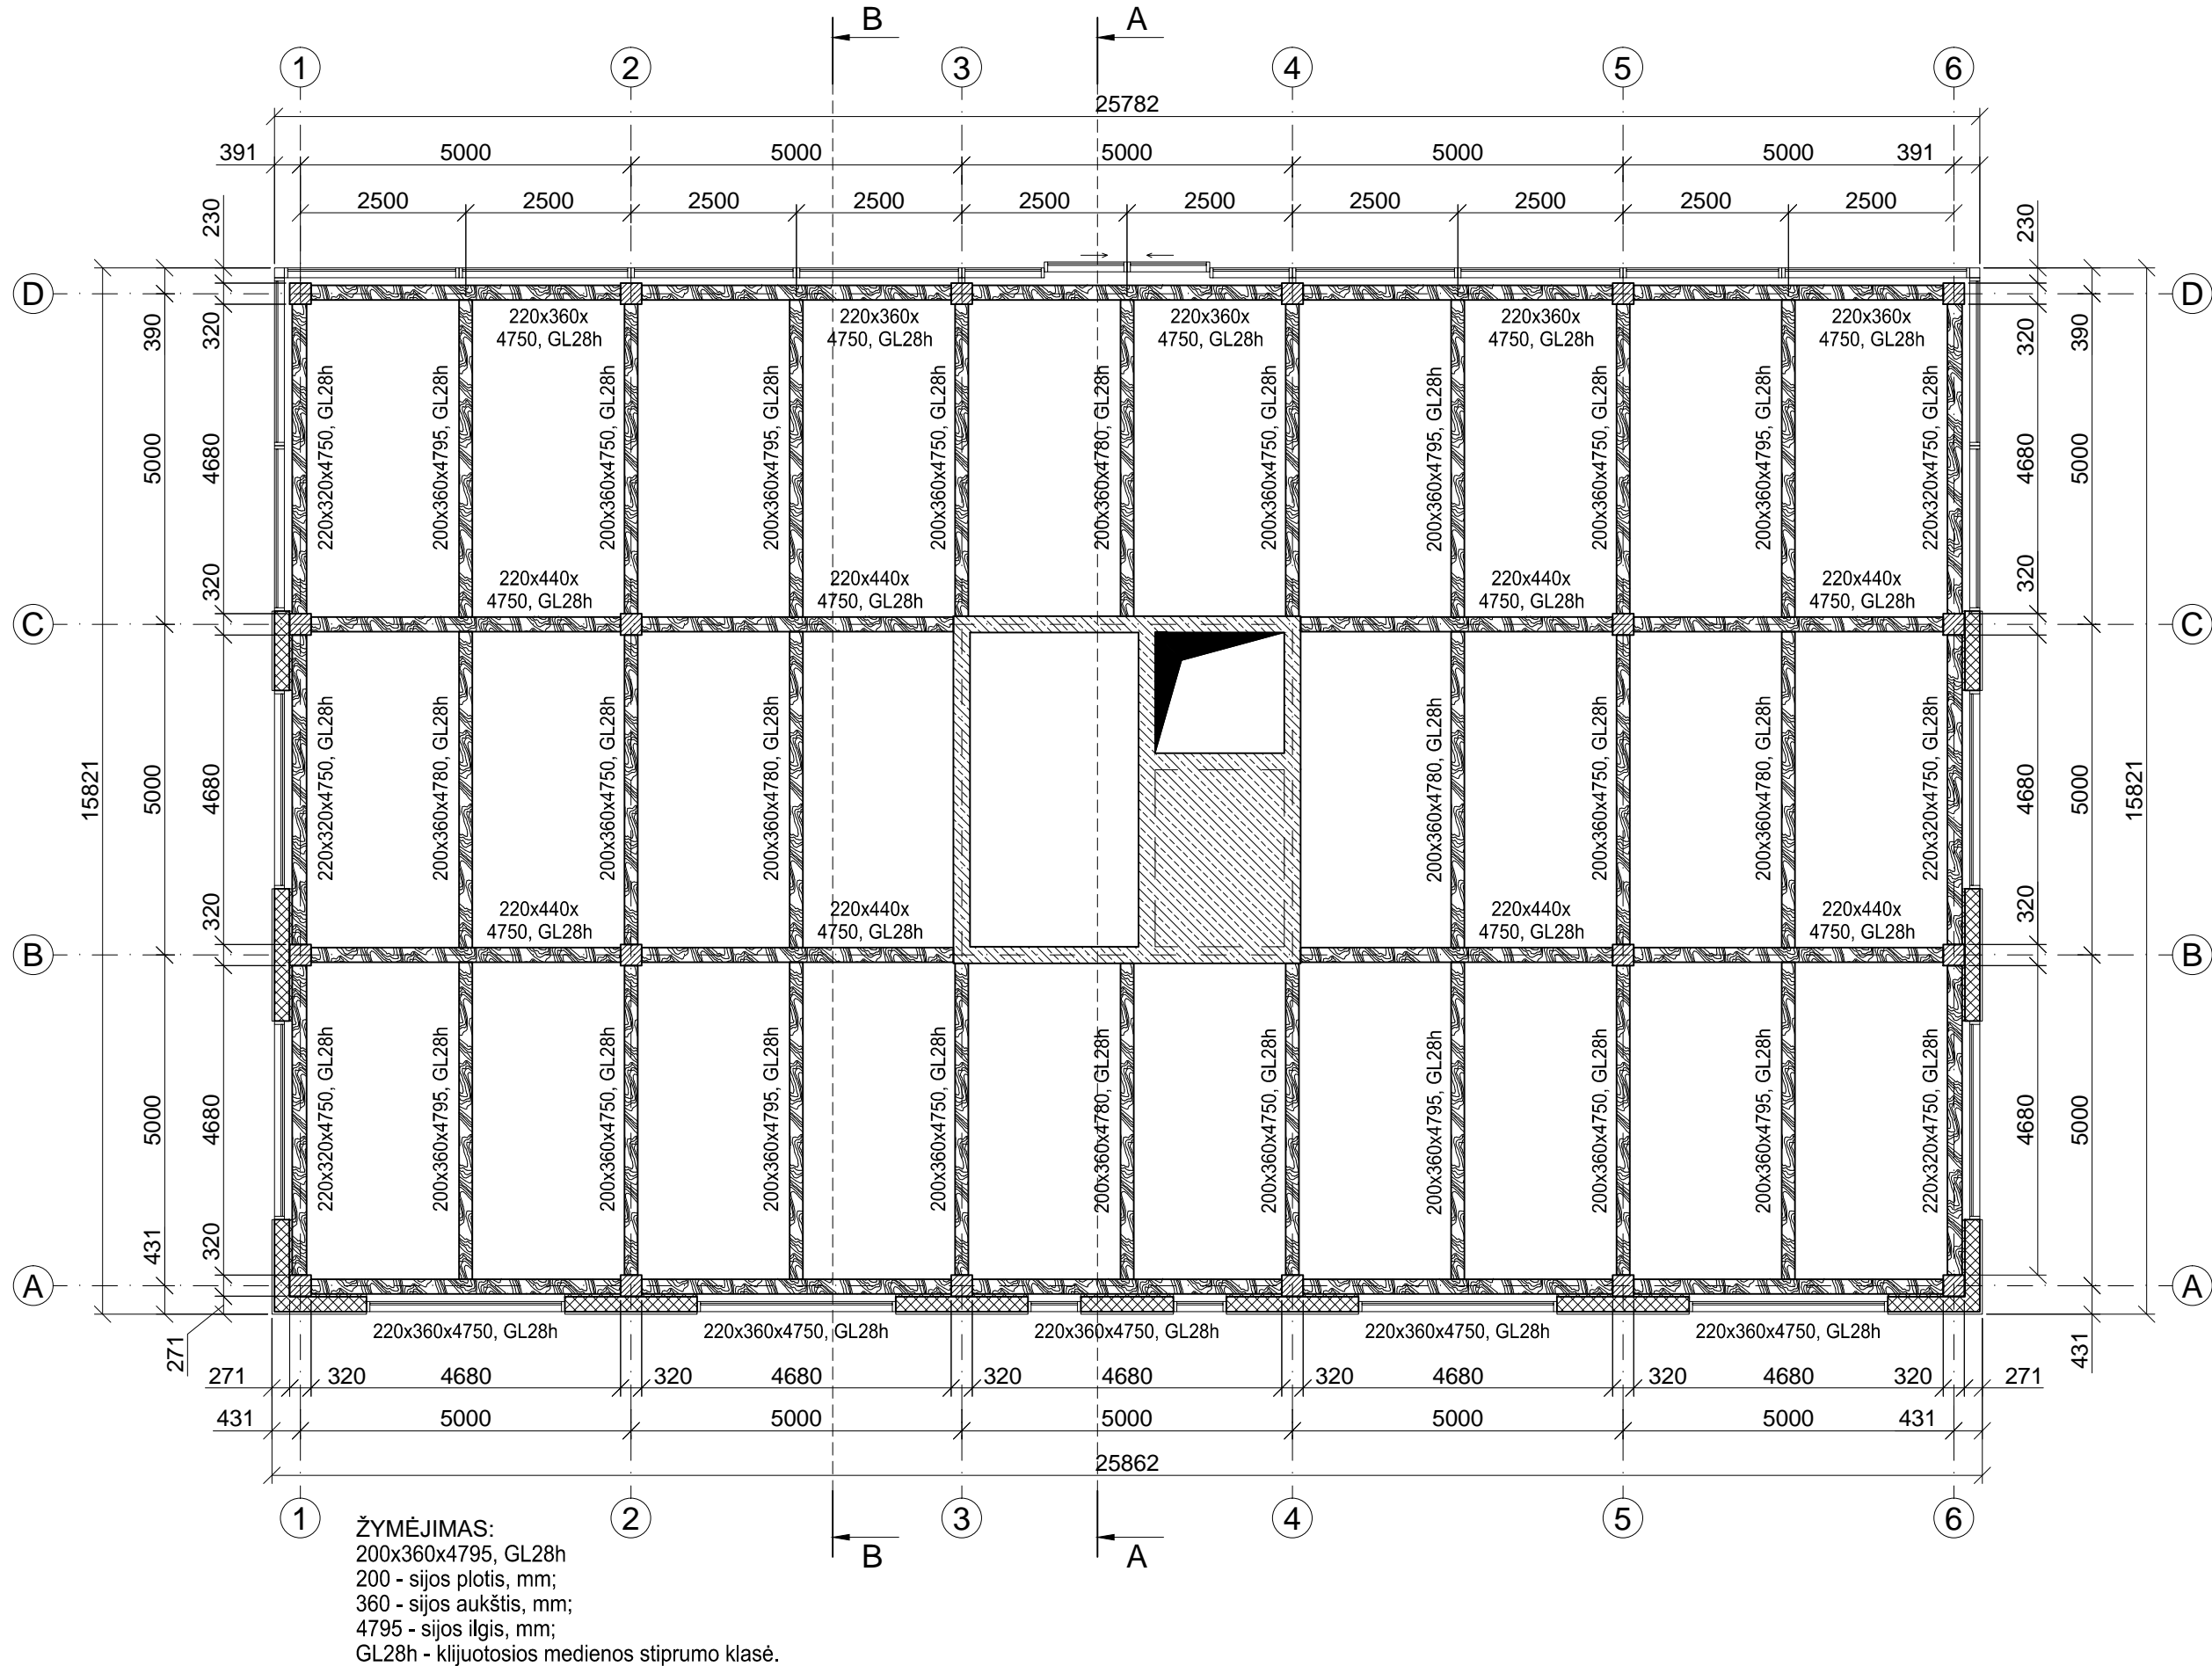 B
A
1
2
3
4
5
6
25782
391
5000
5000
5000
5000
5000
391
2500
2500
2500
2500
2500
2500
2500
2500
2500
2500
230
230
D
D
220x360x
4750, GL28h
220x360x
4750, GL28h
220x360x
4750, GL28h
220x360x
4750, GL28h
220x360x
4750, GL28h
390
320
320
390
220x320x4750, GL28h
200x360x4795, GL28h
200x360x4750, GL28h
200x360x4795, GL28h
200x360x4750, GL28h
200x360x4780, GL28h
200x360x4750, GL28h
200x360x4795, GL28h
200x360x4750, GL28h
200x360x4795, GL28h
220x320x4750, GL28h
5000
4680
4680
5000
220x440x
4750, GL28h
220x440x
4750, GL28h
220x440x
4750, GL28h
220x440x
4750, GL28h
320
320
C
C
220x320x4750, GL28h
200x360x4780, GL28h
200x360x4750, GL28h
200x360x4780, GL28h
200x360x4780, GL28h
200x360x4750, GL28h
200x360x4780, GL28h
220x320x4750, GL28h
15821
5000
4680
4680
5000
15821
220x440x
4750, GL28h
220x440x
4750, GL28h
220x440x
4750, GL28h
220x440x
4750, GL28h
320
320
B
B
220x320x4750, GL28h
200x360x4795, GL28h
200x360x4750, GL28h
200x360x4795, GL28h
200x360x4750, GL28h
200x360x4780, GL28h
200x360x4750, GL28h
200x360x4795, GL28h
200x360x4750, GL28h
200x360x4795, GL28h
220x320x4750, GL28h
5000
4680
4680
5000
431
320
A
A
271
431
220x360x4750, GL28h
220x360x4750, GL28h
220x360x4750, GL28h
220x360x4750, GL28h
220x360x4750, GL28h
271
320
4680
320
4680
320
4680
320
4680
320
4680
320
271
431
5000
5000
5000
5000
5000
431
25862
1
2
3
4
5
6
B
A
ŽYMĖJIMAS:
200x360x4795, GL28h
200 - sijos plotis, mm;
360 - sijos aukštis, mm;
4795 - sijos ilgis, mm;
GL28h - klijuotosios medienos stiprumo klasė.